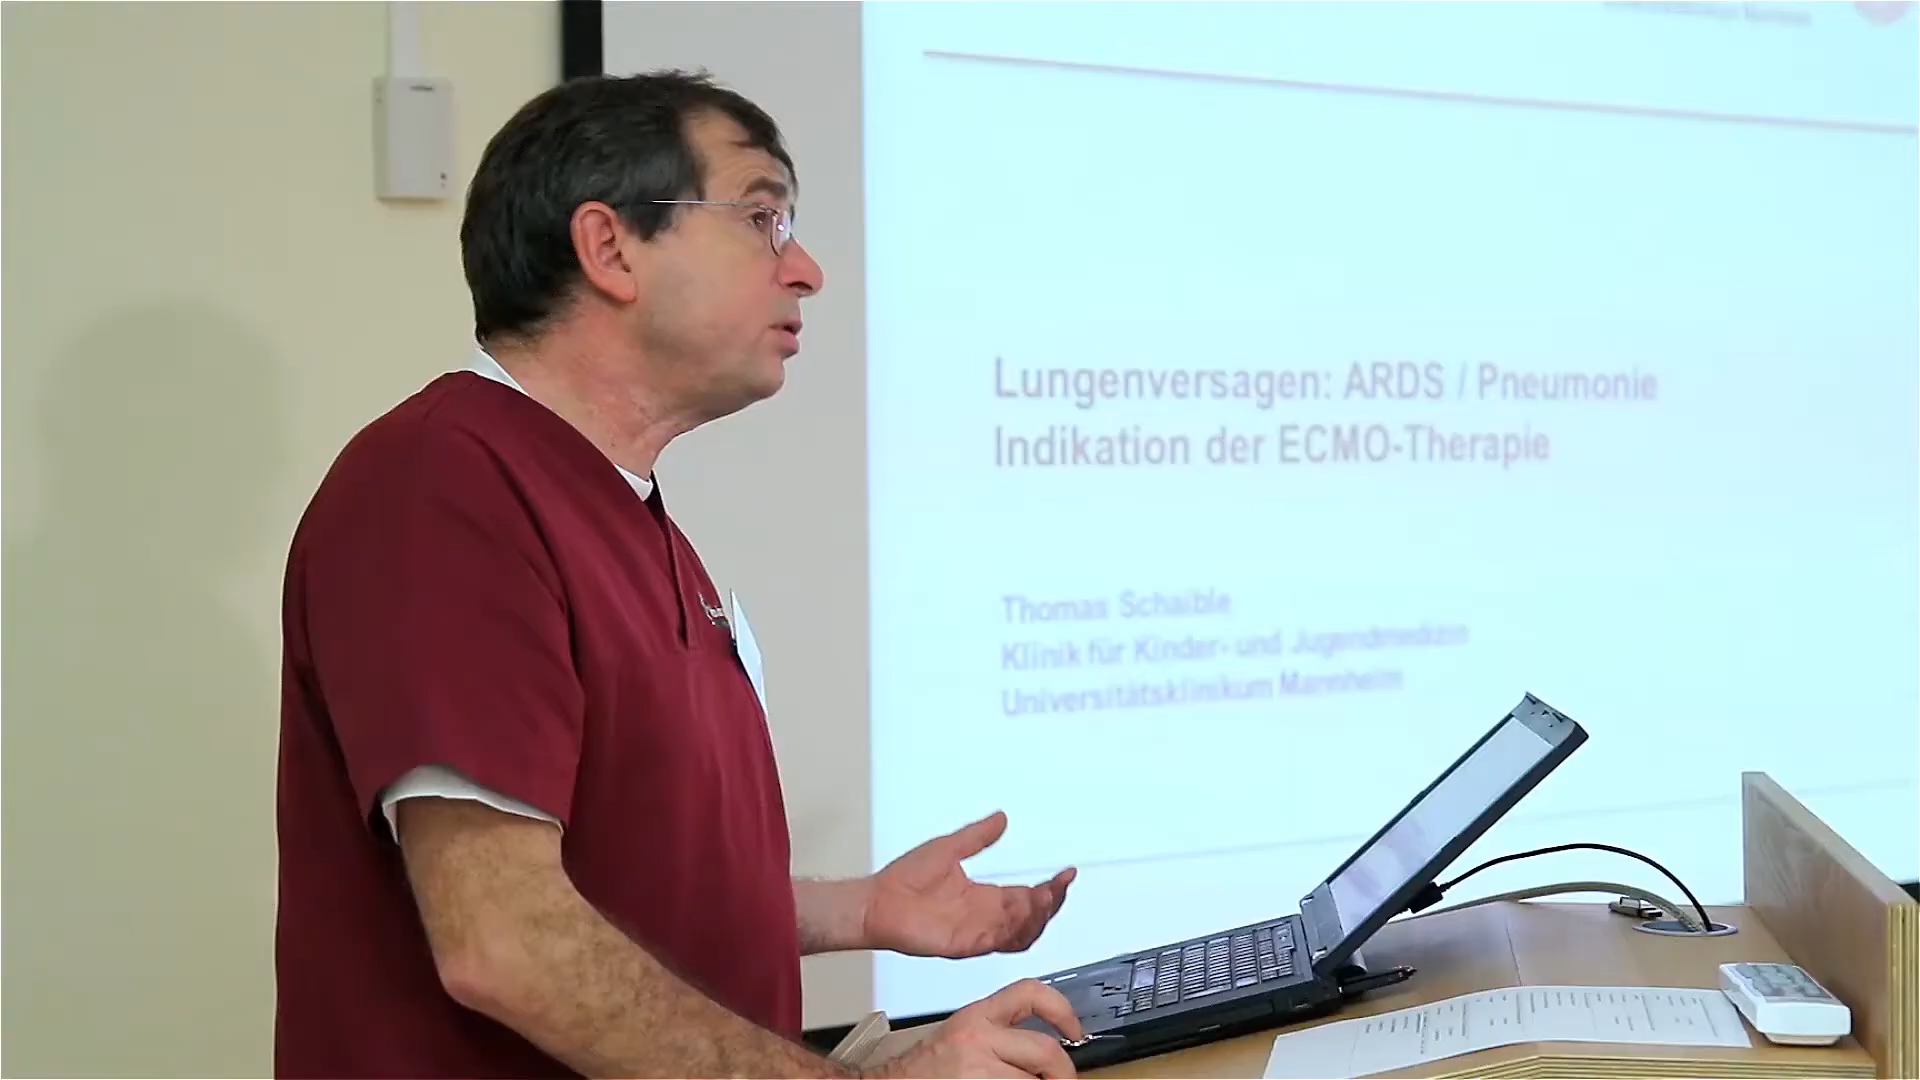 Lungenversagen: ARDS / Pneumonie
Indikation der ECMO-Therapie
Thomas Schaible
Klinik für Kinder- und Jugendmedizin
Universitätsklinikum Mannheim